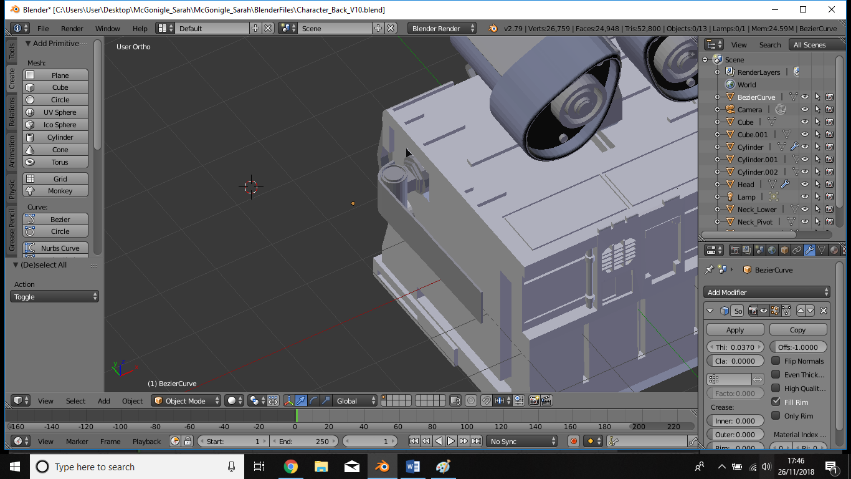 Blender* [C:\Users\User\Desktop\McGonigle_Sarah\McGonigle_Sarah\BlenderFiles\Character_Back_V10.blend]
File Render Window Help Default Scene Blender Render v2.79 | Verts:26,759 | Faces:24,948 | Tris:52,800 | Objects:0/13 | Lamps:0/1 | Mem:24.59M | BezierCurve
Tools
Create
Relations
Animation
Physic
Grease Pencil
Add Primitive
Mesh:
Plane
Cube
Circle
UV Sphere
Ico Sphere
Cylinder
Cone
Torus
Grid
Monkey
Curve:
Bezier
Circle
Nurbs Curve
(De)select All
Action
Toggle
User Ortho
(1) BezierCurve
View Select Add Object Object Mode Global
View Search All Scenes
Scene
RenderLayers
World
BezierCurve
Camera
Cube
Cube.001
Cylinder
Cylinder.001
Cylinder.002
Head
Lamp
Neck_Lower
Neck_Pivot
BezierCurve
Add Modifier
So
Apply Copy
Thi: 0.0370 Offs:-1.0000
Cla: 0.0000 Flip Normals
Even Thick...
High Qualit...
Factor: 0.000 Fill Rim
Crease: Only Rim
Inner: 0.000 Material Index ...
Outer: 0.000
-160 -140 -120 -100 -80 -60 -40 -20 0 20 40 60 80 100 120 140 160 180 200 220
View Marker Frame Playback Start: 1 End: 250 1 No Sync
Type here to search
17:46
26/11/2018